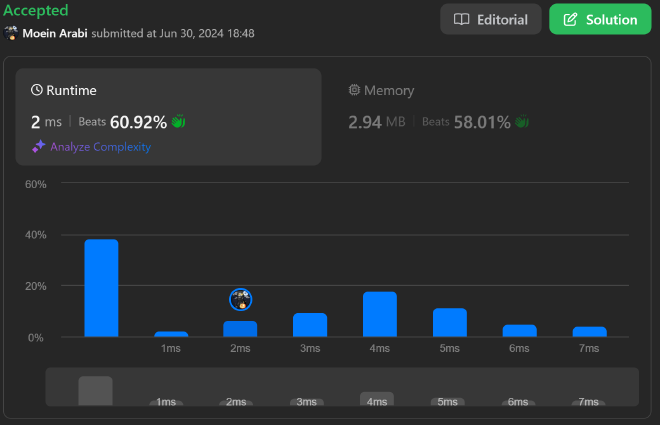 Accepted
Editorial
Solution
Moein Arabi submitted at Jun 30, 2024 18:48
Runtime
2 ms | Beats 60.92%
Analyze Complexity
Memory
2.94 MB | Beats 58.01%
60%
40%
20%
0%
1ms 2ms 3ms 4ms 5ms 6ms 7ms
1ms 2ms 3ms 4ms 5ms 6ms 7ms